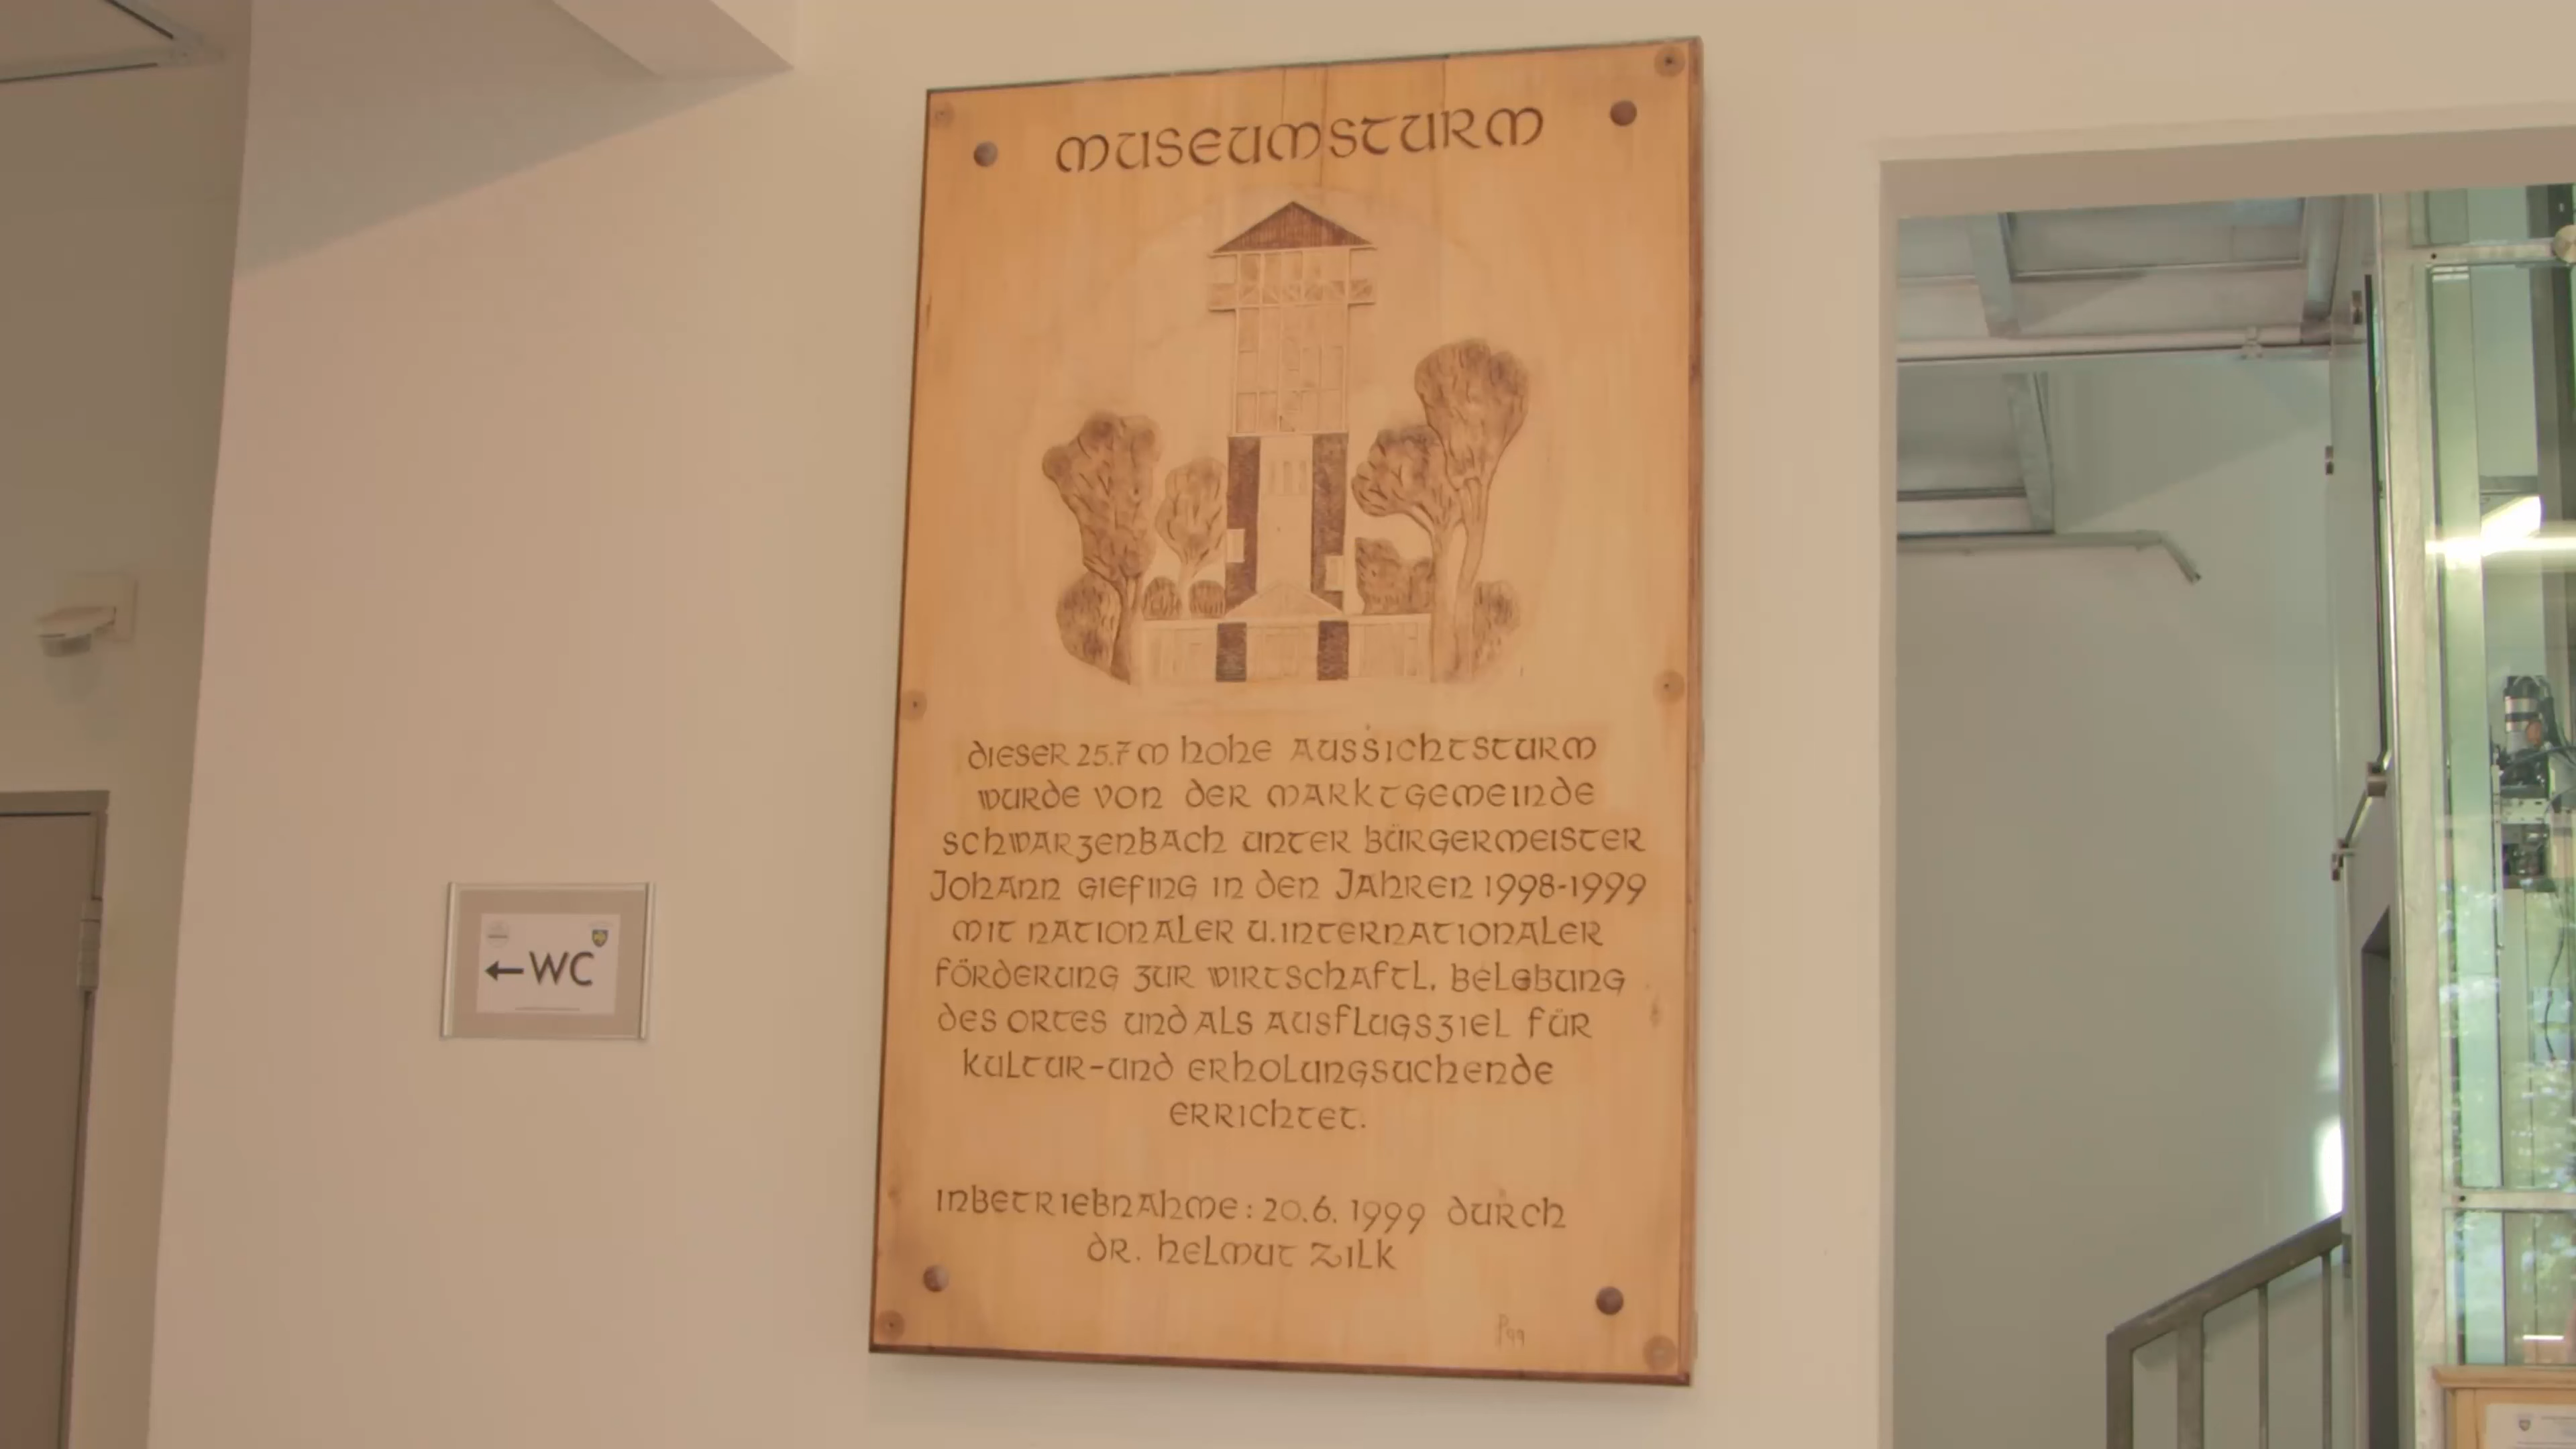 MUSEUMSTURM
DIESER 25.7 M HOHE AUSSICHTSTURM
WURDE VON DER MARKTGEMEINDE
SCHWARZENBACH UNTER BÜRGERMEISTER
JOHANN GIEFING IN DEN JAHREN 1998-1999
MIT NATIONALER U. INTERNATIONALER
FÖRDERUNG ZUR WIRTSCHAFTL. BELEBUNG
DES ORTES UND ALS AUSFLUGSZIEL FÜR
KULTUR-UND ERHOLUNGSUCHENDE
ERRICHTET.
INBETRIEBNAHME: 20.6. 1999 DURCH
DR. HELMUT ZILK
P99
←WC